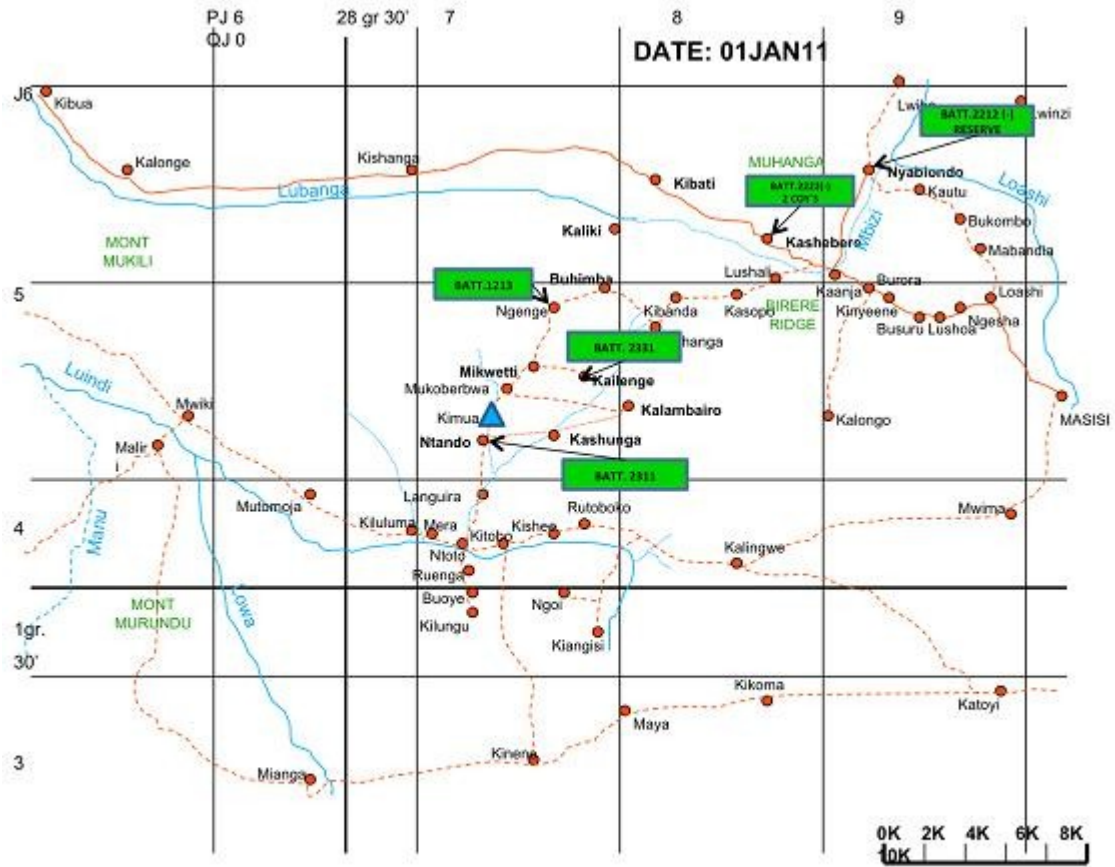 PJ 6
QJ 0
28 gr 30'
7
8
9
DATE: 01JAN11
J6
Kibua
Lwinzi
BATT.2212 (-)
RESERVE
Kalonge
Kishanga
MUHANGA
Nyablondo
Lubanga
Kibati
BATT.2222(-)
2 COY'S
Kautu
Loashi
Mbizi
Bukombo
MONT
MUKILI
Kaliki
Kashebere
Mabandia
5
BATT.1213
Buhimba
Lushali
Kaanja
Burora
Ngenge
Kibanda
Kasopo
BIRERE
RIDGE
Kinyeene
Loashi
Busuru
Lushoa
Ngesha
hanga
BATT. 2331
Luindi
Mikwetti
Kailenge
Mukoberbwa
Mwiki
Kimua
Kalambairo
Kalongo
MASISI
Malir
i
Ntando
Kashunga
BATT. 2311
Mutomoja
Languira
Rutoboko
Mwima
4
Manu
Kiluluma
Mera
Kitobo
Kishee
Ntoto
Kalingwe
Ruenga
Lowa
MONT
MURUNDU
Buoye
Ngoi
1gr.
30'
Kilungu
Kiangisi
Kikoma
Katoyi
Maya
3
Kinene
Mianga
0K 2K 4K 6K 8K
10K